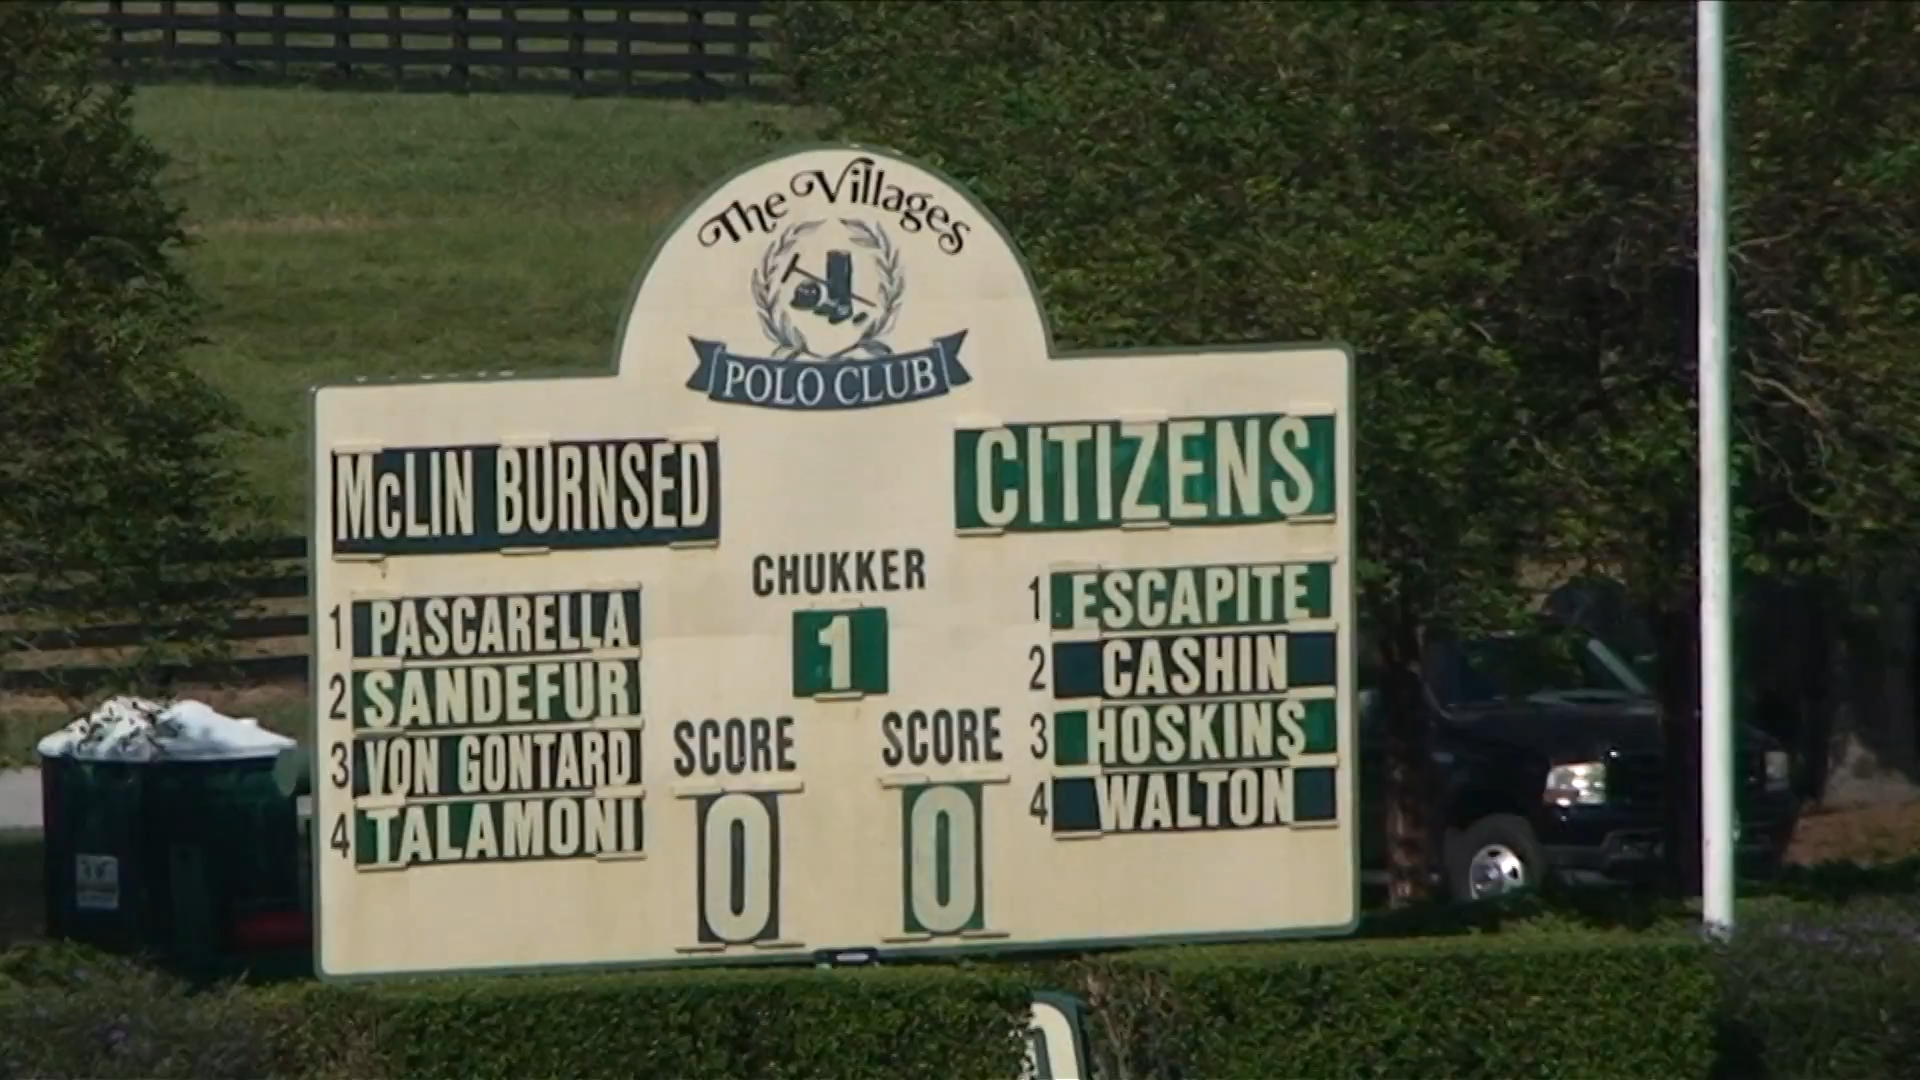 The Villages
POLO CLUB
McLIN BURNSED
1 PASCARELLA
2 SANDEFUR
3 VON GONTARD
4 TALAMONI
CHUKKER
1
SCORE
0
SCORE
0
CITIZENS
1 ESCAPITE
2 CASHIN
3 HOSKINS
4 WALTON